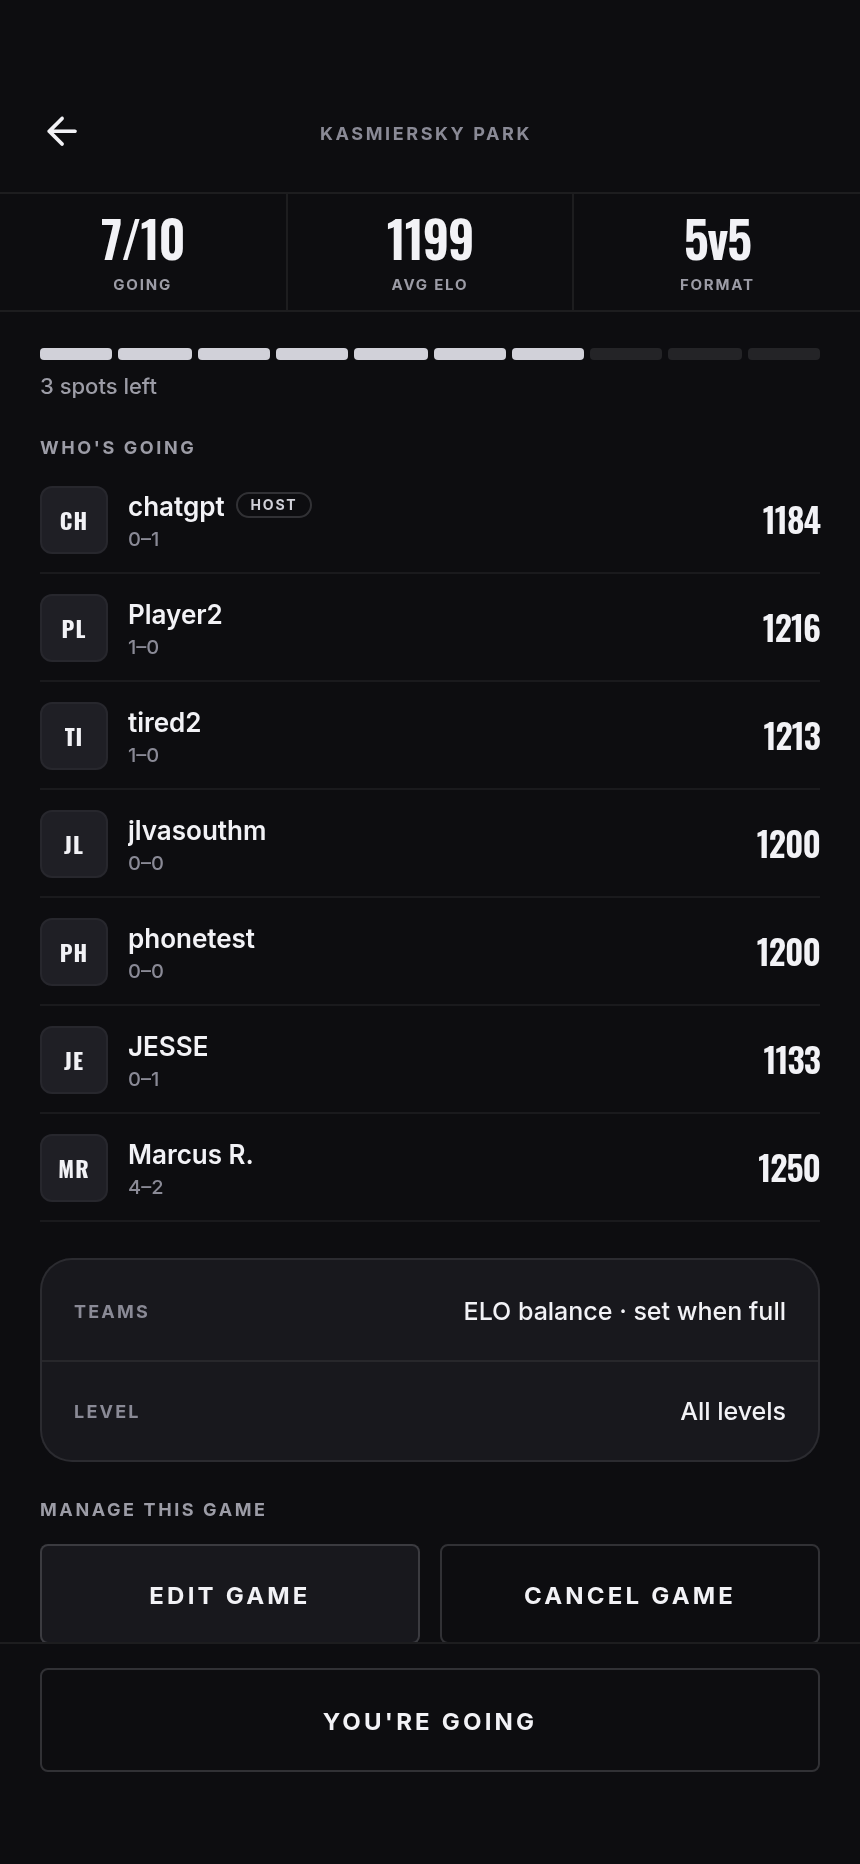 KASMIERSKY PARK
7/10
GOING
1199
AVG ELO
5v5
FORMAT
3 spots left
WHO'S GOING
CH
chatgpt HOST
0–1
1184
PL
Player2
1–0
1216
TI
tired2
1–0
1213
JL
jlvasouthm
0–0
1200
PH
phonetest
0–0
1200
JE
JESSE
0–1
1133
MR
Marcus R.
4–2
1250
TEAMS ELO balance · set when full
LEVEL All levels
MANAGE THIS GAME
EDIT GAME CANCEL GAME
YOU'RE GOING